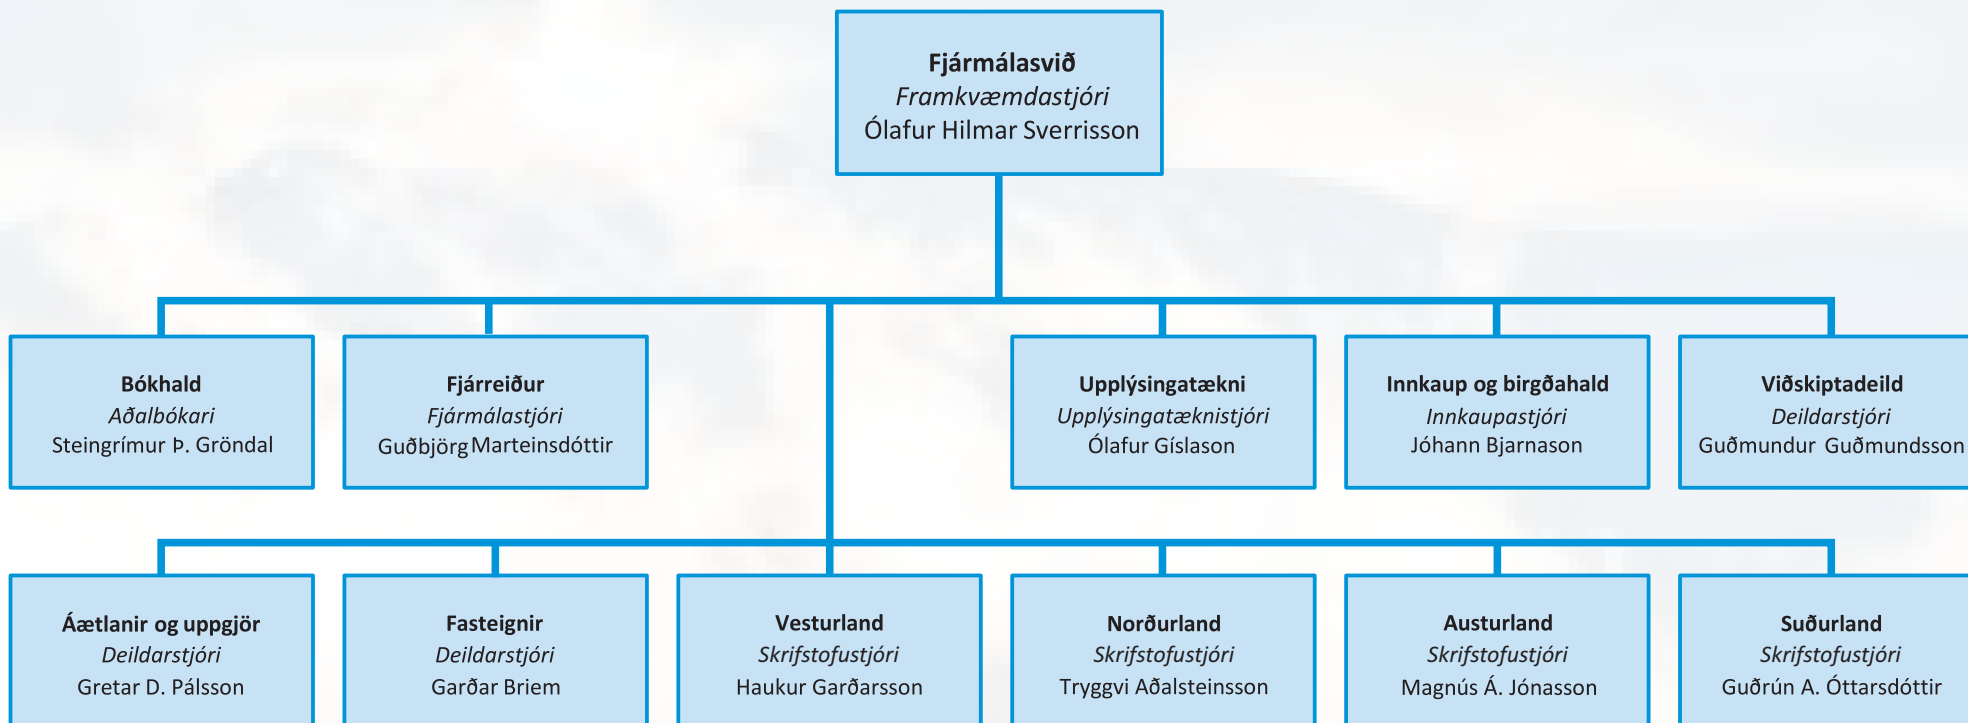 Fjármálasvið
Framkvæmdastjóri
Ólafur Hilmar Sverrisson
Bókhald
Aðalbókari
Steingrímur Þ. Gröndal
Fjárreiður
Fjármálastjóri
Guðbjörg Marteinsdóttir
Upplýsingatækni
Upplýsingatæknistjóri
Ólafur Gíslason
Innkaup og birgðahald
Innkaupastjóri
Jóhann Bjarnason
Viðskiptadeild
Deildarstjóri
Guðmundur Guðmundsson
Áætlanir og uppgjör
Deildarstjóri
Gretar D. Pálsson
Fasteignir
Deildarstjóri
Garðar Briem
Vesturland
Skrifstofustjóri
Haukur Garðarsson
Norðurland
Skrifstofustjóri
Tryggvi Aðalsteinsson
Austurland
Skrifstofustjóri
Magnús Á. Jónasson
Suðurland
Skrifstofustjóri
Guðrún A. Óttarsdóttir